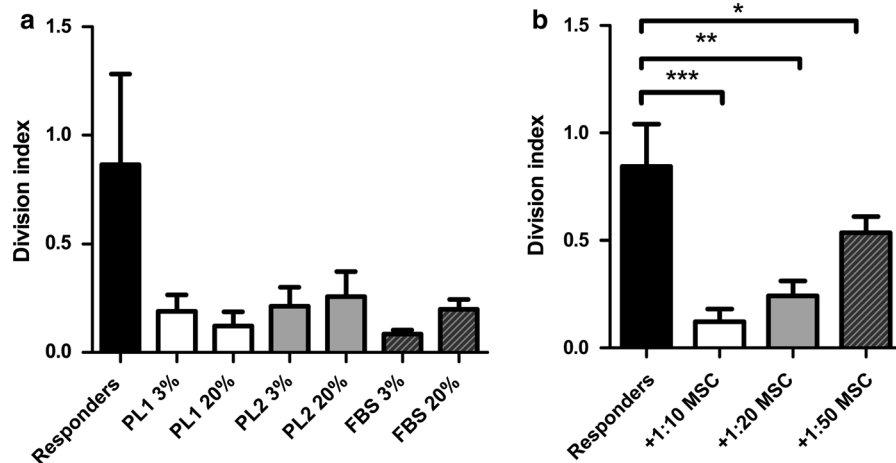 a
1.5
1.0
0.5
0.0
Division index
Responders
PL1 3%
PL1 20%
PL2 3%
PL2 20%
FBS 3%
FBS 20%
b
1.5
1.0
0.5
0.0
Division index
*
**
***
Responders
+1:10 MSC
+1:20 MSC
+1:50 MSC